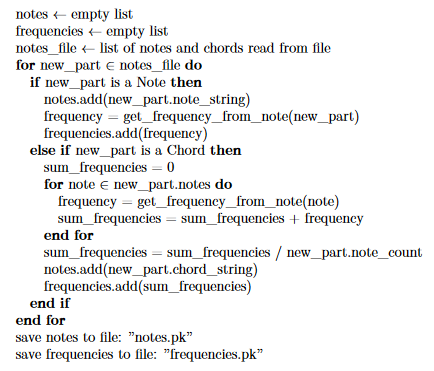 notes ← empty list
frequencies ← empty list
notes_file ← list of notes and chords read from file
for new_part ∈ notes_file do
if new_part is a Note then
notes.add(new_part.note_string)
frequency = get_frequency_from_note(new_part)
frequencies.add(frequency)
else if new_part is a Chord then
sum_frequencies = 0
for note ∈ new_part.notes do
frequency = get_frequency_from_note(note)
sum_frequencies = sum_frequencies + frequency
end for
sum_frequencies = sum_frequencies / new_part.note_count
notes.add(new_part.chord_string)
frequencies.add(sum_frequencies)
end if
end for
save notes to file: ”notes.pk”
save frequencies to file: ”frequencies.pk”